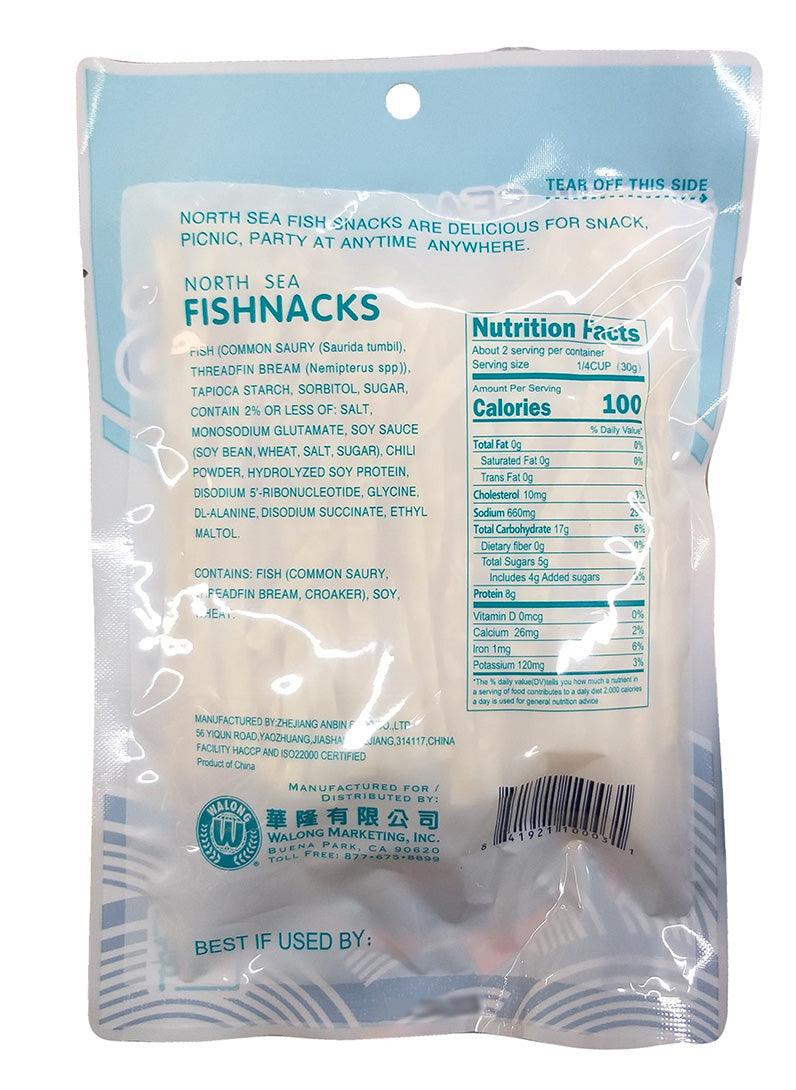 TEAR OFF THIS SIDE
NORTH SEA FISH SNACKS ARE DELICIOUS FOR SNACK,
PICNIC, PARTY AT ANYTIME ANYWHERE.
NORTH SEA
FISHNACKS
FISH (COMMON SAURY (Saurida tumbil),
THREADFIN BREAM (Nemipterus spp)),
TAPIOCA STARCH, SORBITOL, SUGAR,
CONTAIN 2% OR LESS OF: SALT,
MONOSODIUM GLUTAMATE, SOY SAUCE
(SOY BEAN, WHEAT, SALT, SUGAR), CHILI
POWDER, HYDROLYZED SOY PROTEIN,
DISODIUM 5'-RIBONUCLEOTIDE, GLYCINE,
DL-ALANINE, DISODIUM SUCCINATE, ETHYL
MALTOL.
CONTAINS: FISH (COMMON SAURY,
BREAM, CROAKER), SOY,
Nutrition Facts
About 2 serving per container
Serving size 1/4CUP (30g)
Amount Per Serving
Calories 100
% Daily Value*
Total Fat 0g 0%
Saturated Fat 0g 0%
Trans Fat 0g
Cholesterol 10mg 3%
Sodium 660mg
Total Carbohydrate 17g 6%
Dietary fiber 0g 0%
Total Sugars 5g
Includes 4g Added sugars
Protein 8g
Vitamin D 0mcg 0%
Calcium 26mg 2%
Iron 1mg 6%
Potassium 120mg 3%
*The % daily value(DV)tells you how much a nutrient in
a serving of food contributes to a daily diet 2,000 calories
a day is used for general nutrition advice
MANUFACTURED BY:ZHEJIANG ANBIN
56 YIQUN ROAD,YAOZHUANG,
314117,CHINA
FACILITY HACCP AND ISO22000 CERTIFIED
Product of China
MANUFACTURED FOR /
DISTRIBUTED BY:
WALONG
W
®
華隆有限公司
WALONG MARKETING, INC.
BUENA PARK, CA 90620
TOLL FREE: 877•675•8899
8 41921 10003 1
BEST IF USED BY: